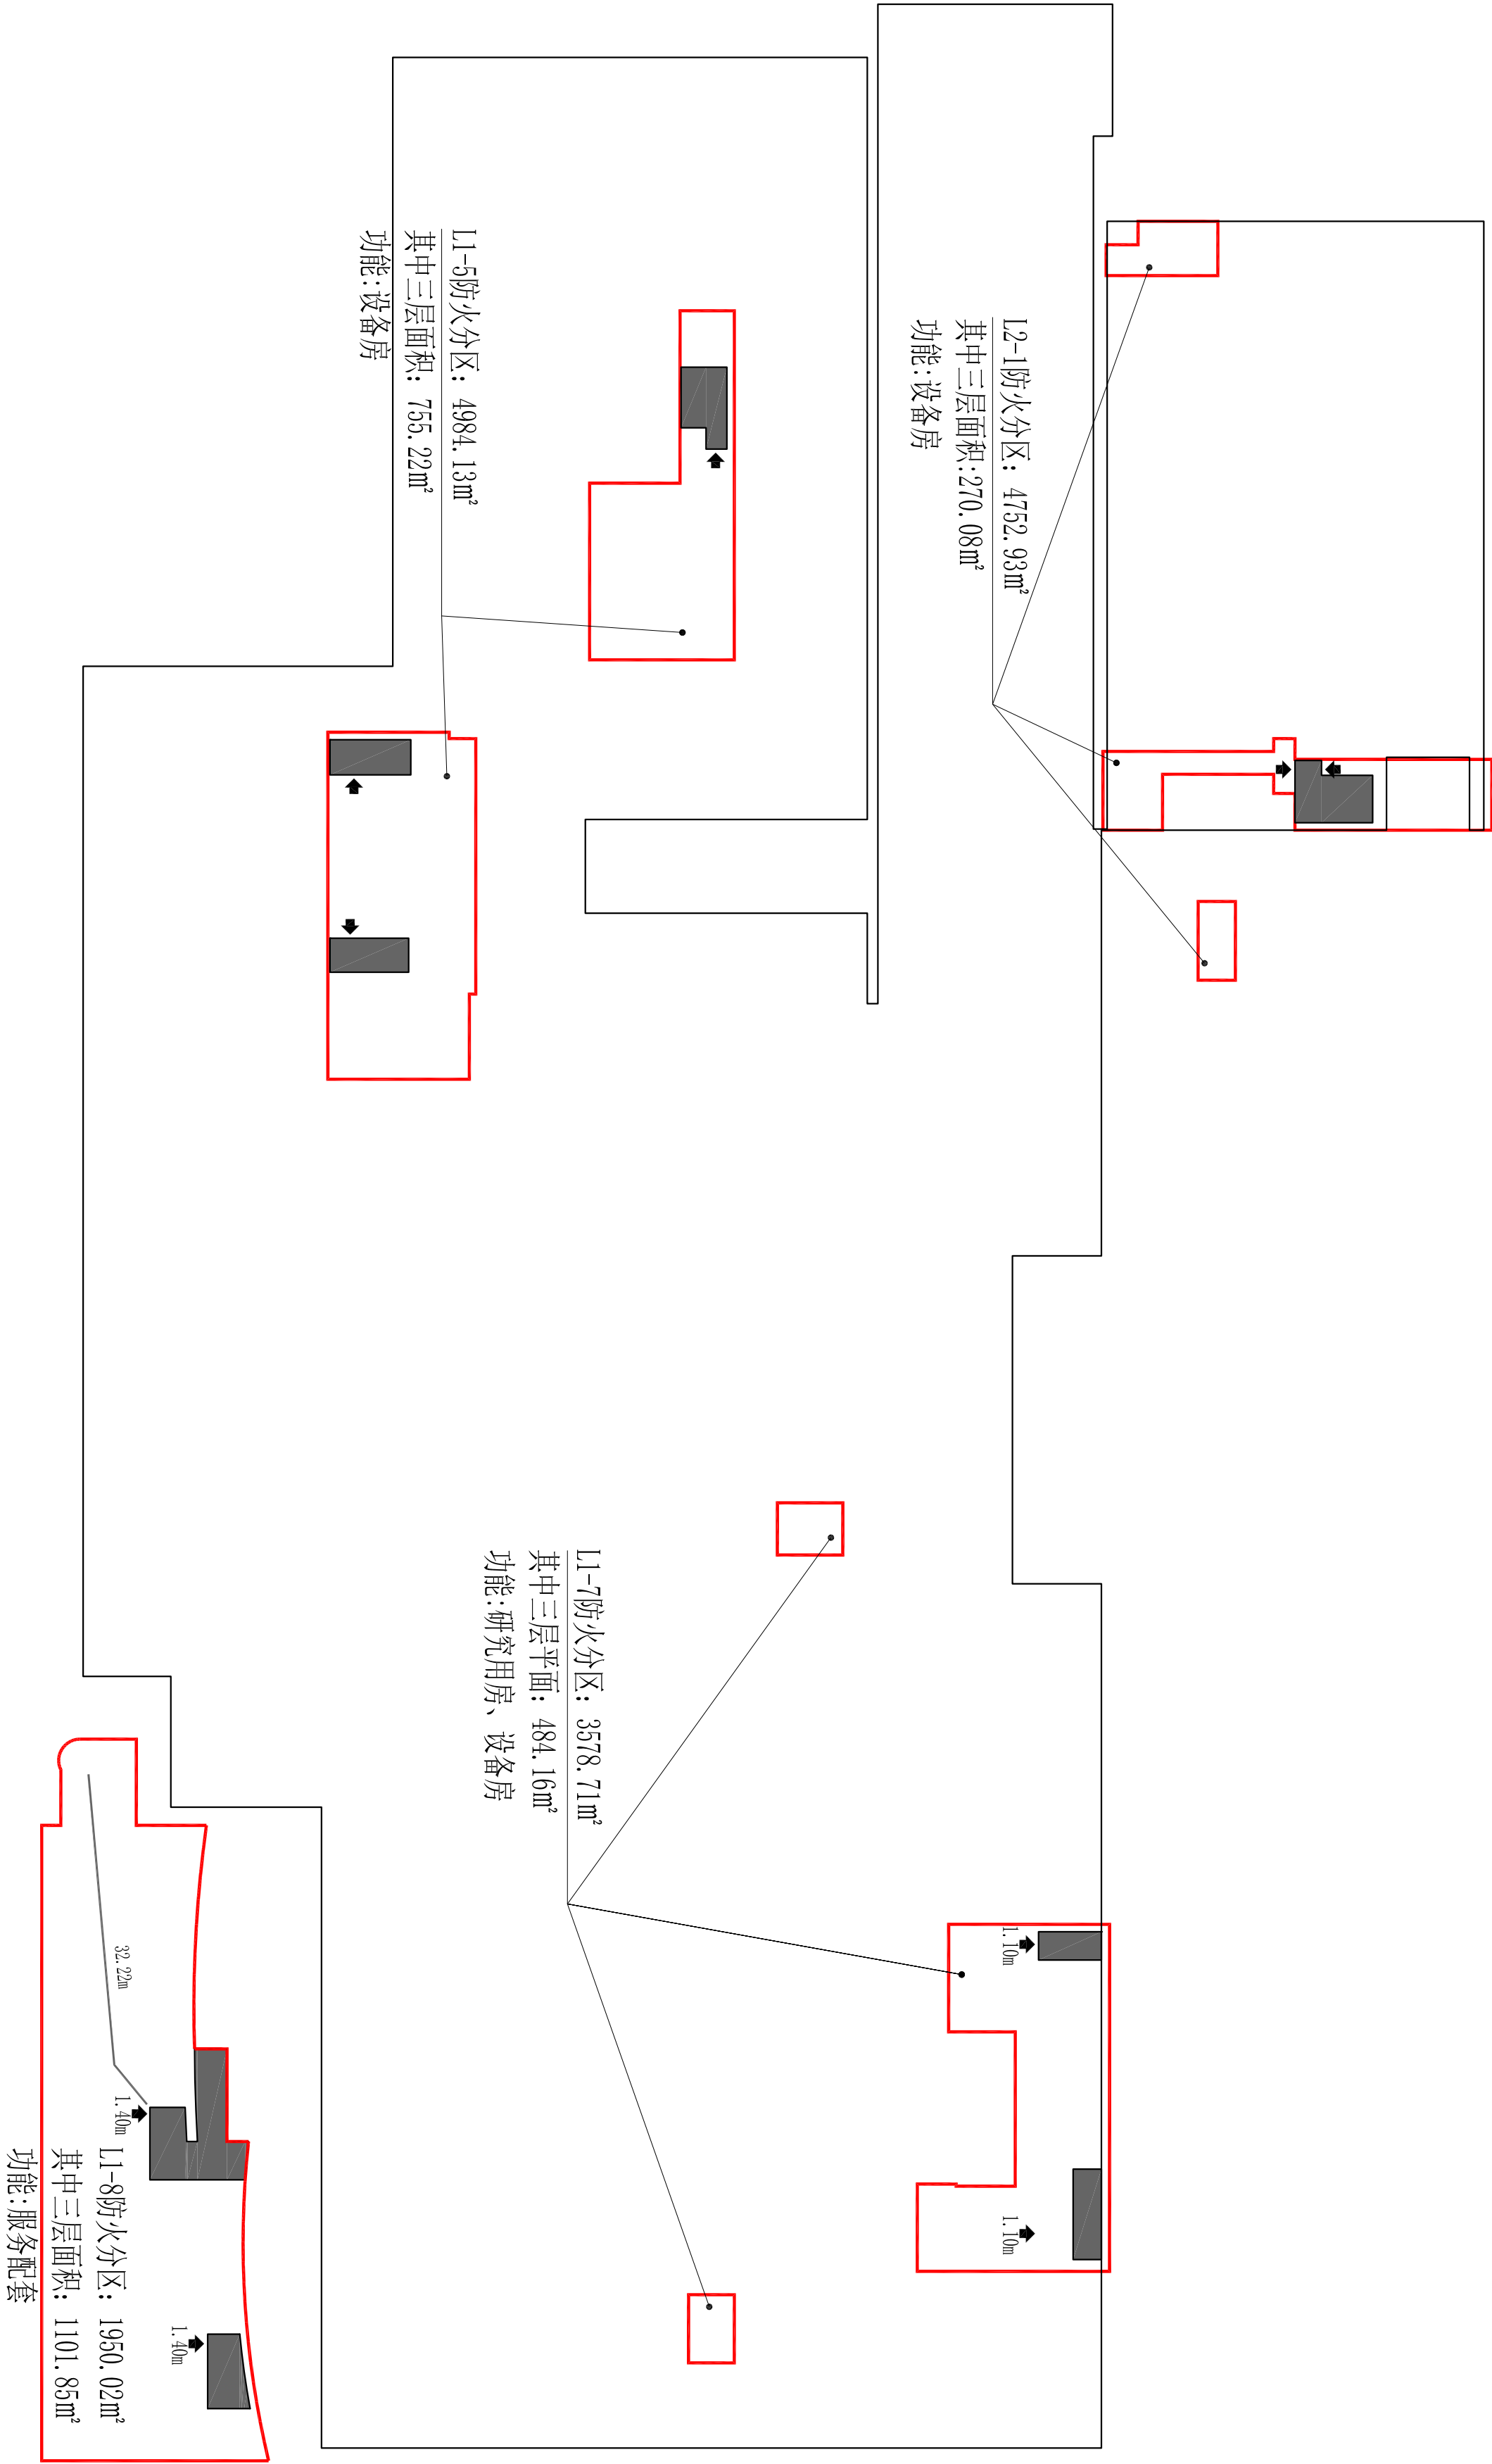 L2-1防火分区: 4752.93m²
其中三层面积:270.08m²
功能:设备房
L1-5防火分区: 4984.13m²
其中三层面积: 755.22m²
功能:设备房
L1-7防火分区: 3578.71m²
其中三层平面: 484.16m²
功能:研究用房、设备房
1.10m
1.10m
32.22m
1.40m
1.40m
L1-8防火分区: 1950.02m²
其中三层面积: 1101.85m²
功能:服务配套